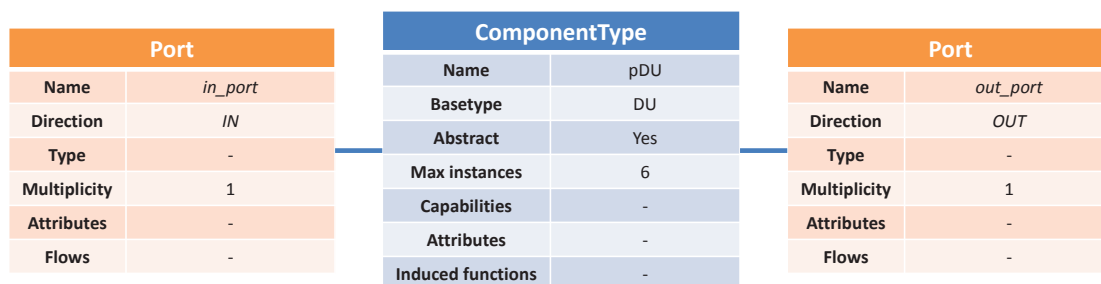 Port
Name in_port
Direction IN
Type -
Multiplicity 1
Attributes -
Flows -
ComponentType
Name pDU
Basetype DU
Abstract Yes
Max instances 6
Capabilities -
Attributes -
Induced functions -
Port
Name out_port
Direction OUT
Type -
Multiplicity 1
Attributes -
Flows -